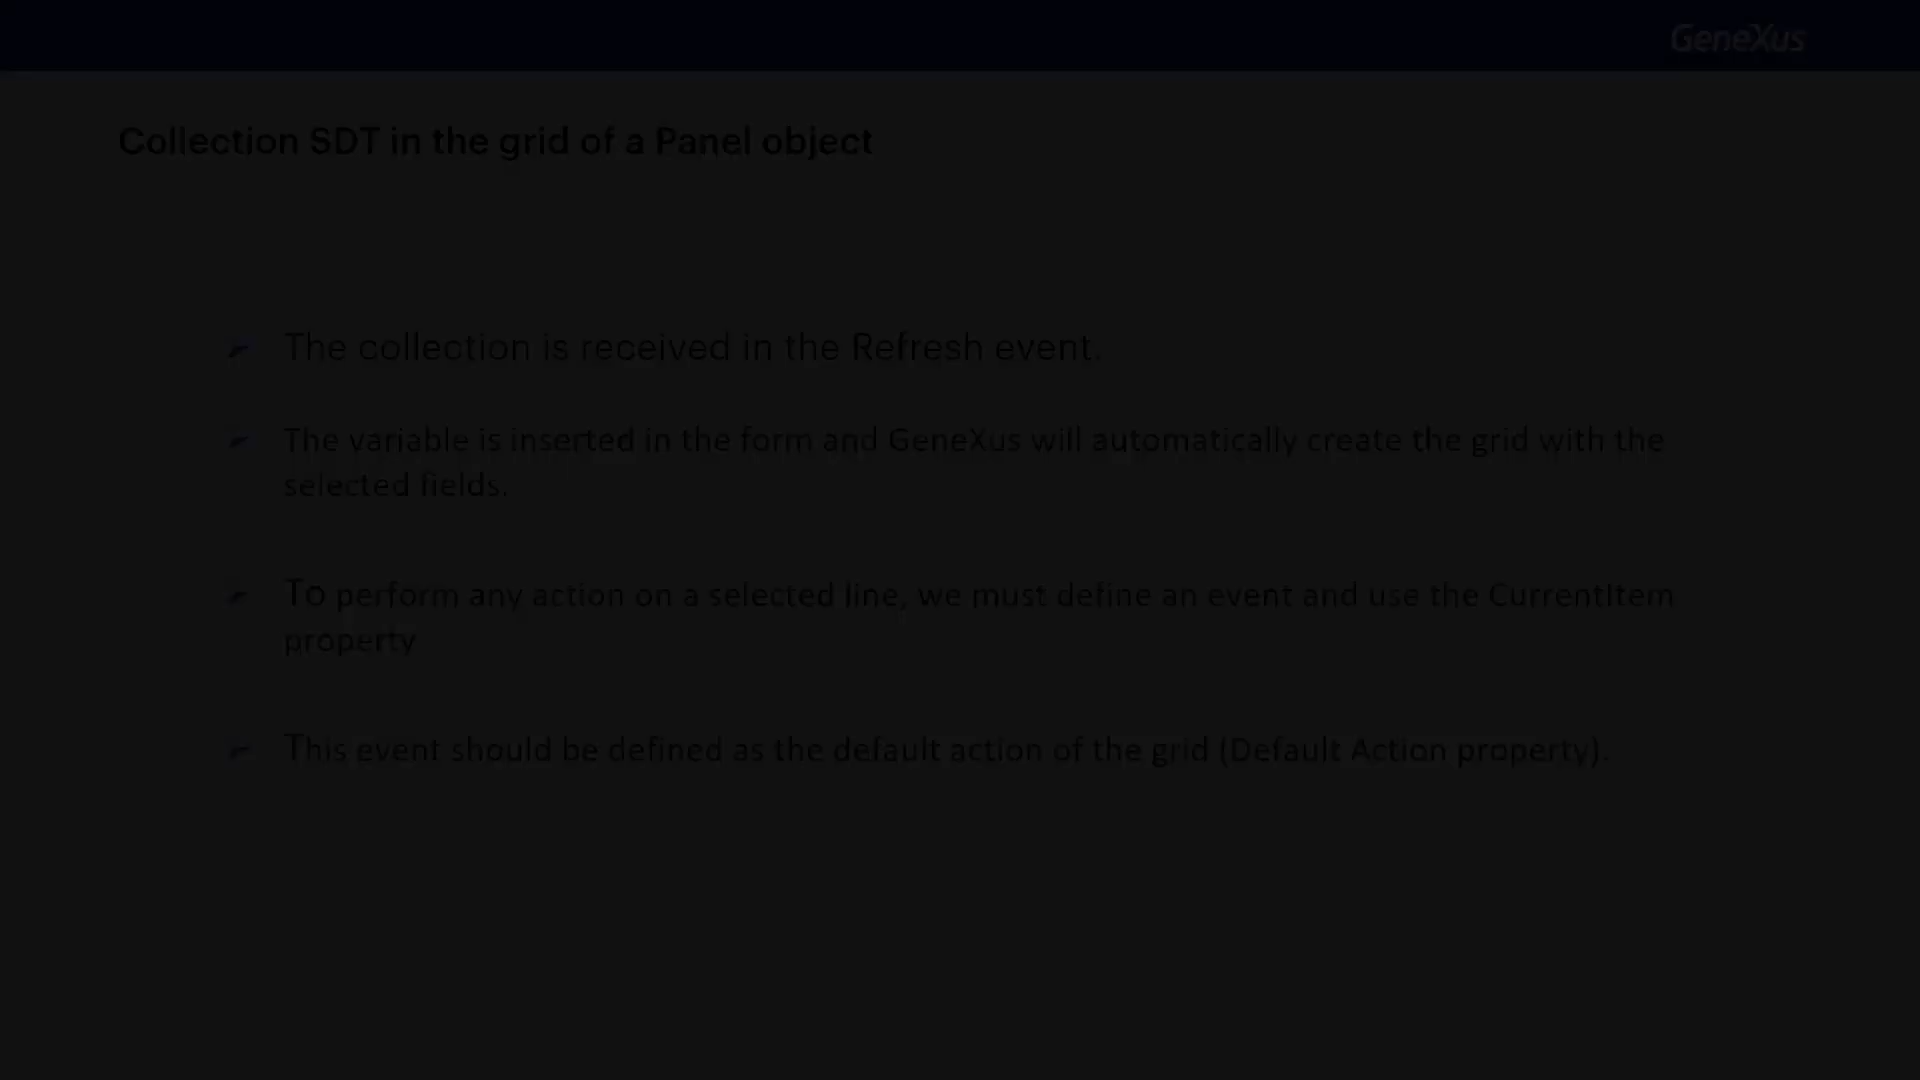 GeneXus
Collection SDT in the grid of a Panel object
The collection is received in the Refresh event.
The variable is inserted in the form and GeneXus will automatically create the grid with the
selected fields.
To perform any action on a selected line, we must define an event and use the CurrentItem
property
This event should be defined as the default action of the grid (Default Action property).